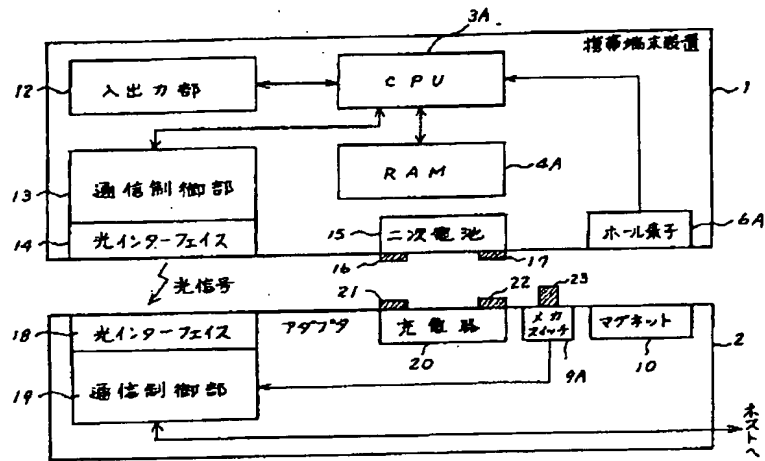 3A
携帯端末装置
12
入出力部
CPU
1
13
通信制御部
RAM
4A
14
光インターフェイス
15
二次電池
ホール素子
6A
16
17
光信号
21
22
23
18
光インターフェイス
アダプタ
充電器
メカ
スイッチ
マグネット
2
20
9A
10
19
通信制御部
ホストへ